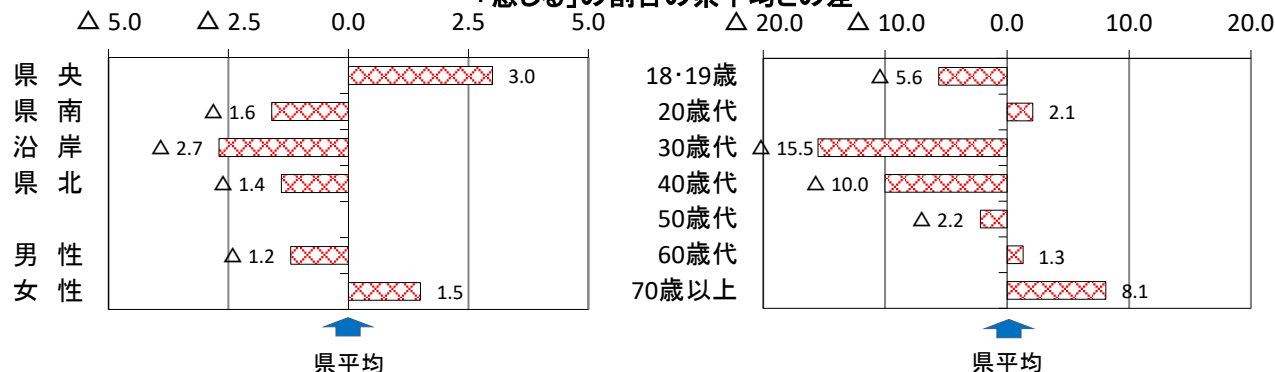 「感じる」の割合の県平均との差
△ 5.0 △ 2.5 0.0 2.5 5.0
県 央 3.0
県 南 △ 1.6
沿 岸 △ 2.7
県 北 △ 1.4
男 性 △ 1.2
女 性 1.5
県平均
△ 20.0 △ 10.0 0.0 10.0 20.0
18･19歳 △ 5.6
20歳代 2.1
30歳代 △ 15.5
40歳代 △ 10.0
50歳代 △ 2.2
60歳代 1.3
70歳以上 8.1
県平均